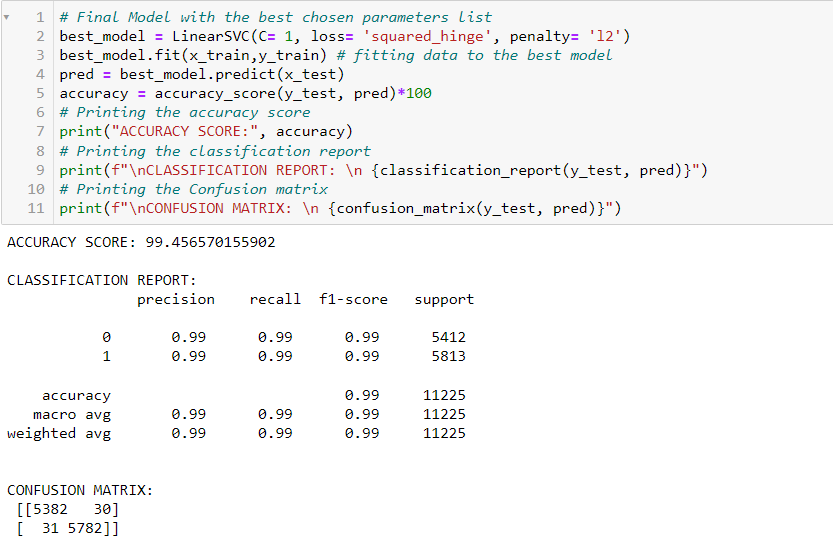 1 # Final Model with the best chosen parameters list
2 best_model = LinearSVC(C= 1, loss= 'squared_hinge', penalty= 'l2')
3 best_model.fit(x_train,y_train) # fitting data to the best model
4 pred = best_model.predict(x_test)
5 accuracy = accuracy_score(y_test, pred)*100
6 # Printing the accuracy score
7 print("ACCURACY SCORE:", accuracy)
8 # Printing the classification report
9 print(f"\nCLASSIFICATION REPORT: \n {classification_report(y_test, pred)}")
10 # Printing the Confusion matrix
11 print(f"\nCONFUSION MATRIX: \n {confusion_matrix(y_test, pred)}")
ACCURACY SCORE: 99.456570155902
CLASSIFICATION REPORT:
precision recall f1-score support
0 0.99 0.99 0.99 5412
1 0.99 0.99 0.99 5813
accuracy 0.99 11225
macro avg 0.99 0.99 0.99 11225
weighted avg 0.99 0.99 0.99 11225
CONFUSION MATRIX:
[[5382 30]
[ 31 5782]]